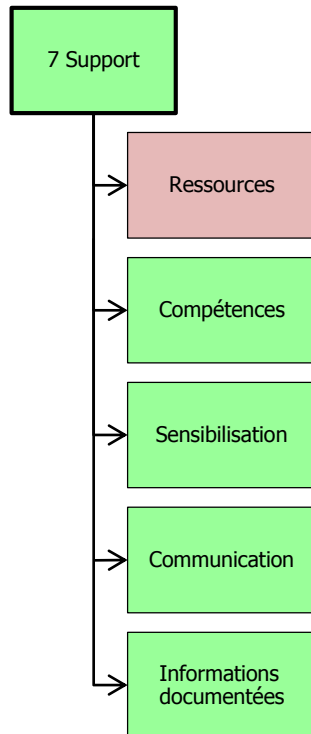 7 Support
Ressources
Compétences
Sensibilisation
Communication
Informations
documentées